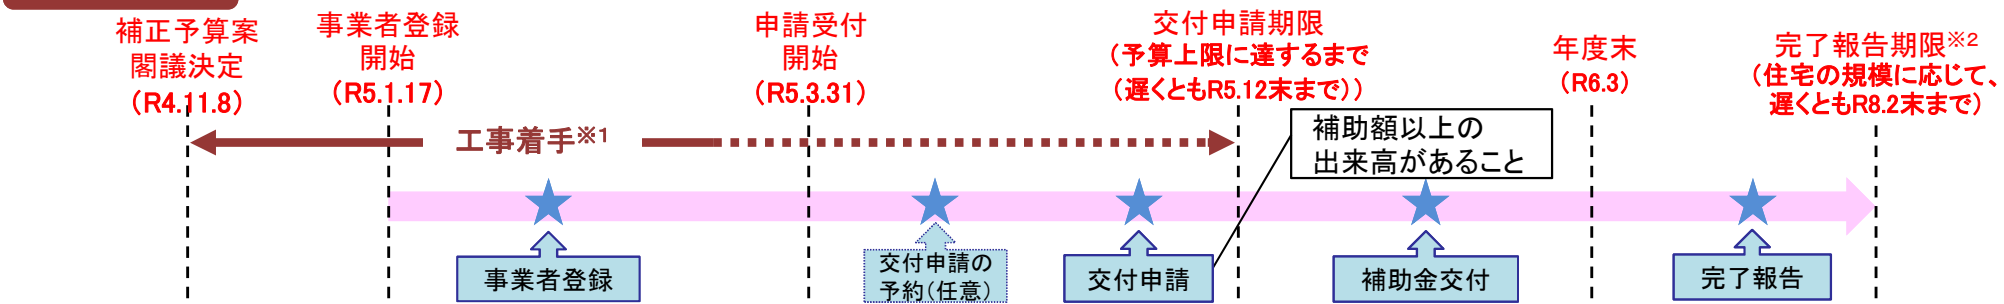 補正予算案
閣議決定
（R4.11.8）
事業者登録
開始
（R5.1.17）
申請受付
開始
（R5.3.31）
交付申請期限
（予算上限に達するまで
（遅くともR5.12末まで））
年度末
（R6.3）
完了報告期限※2
（住宅の規模に応じて、
遅くともR8.2末まで）
工事着手※1
補助額以上の
出来高があること
事業者登録
交付申請の
予約（任意）
交付申請
補助金交付
完了報告